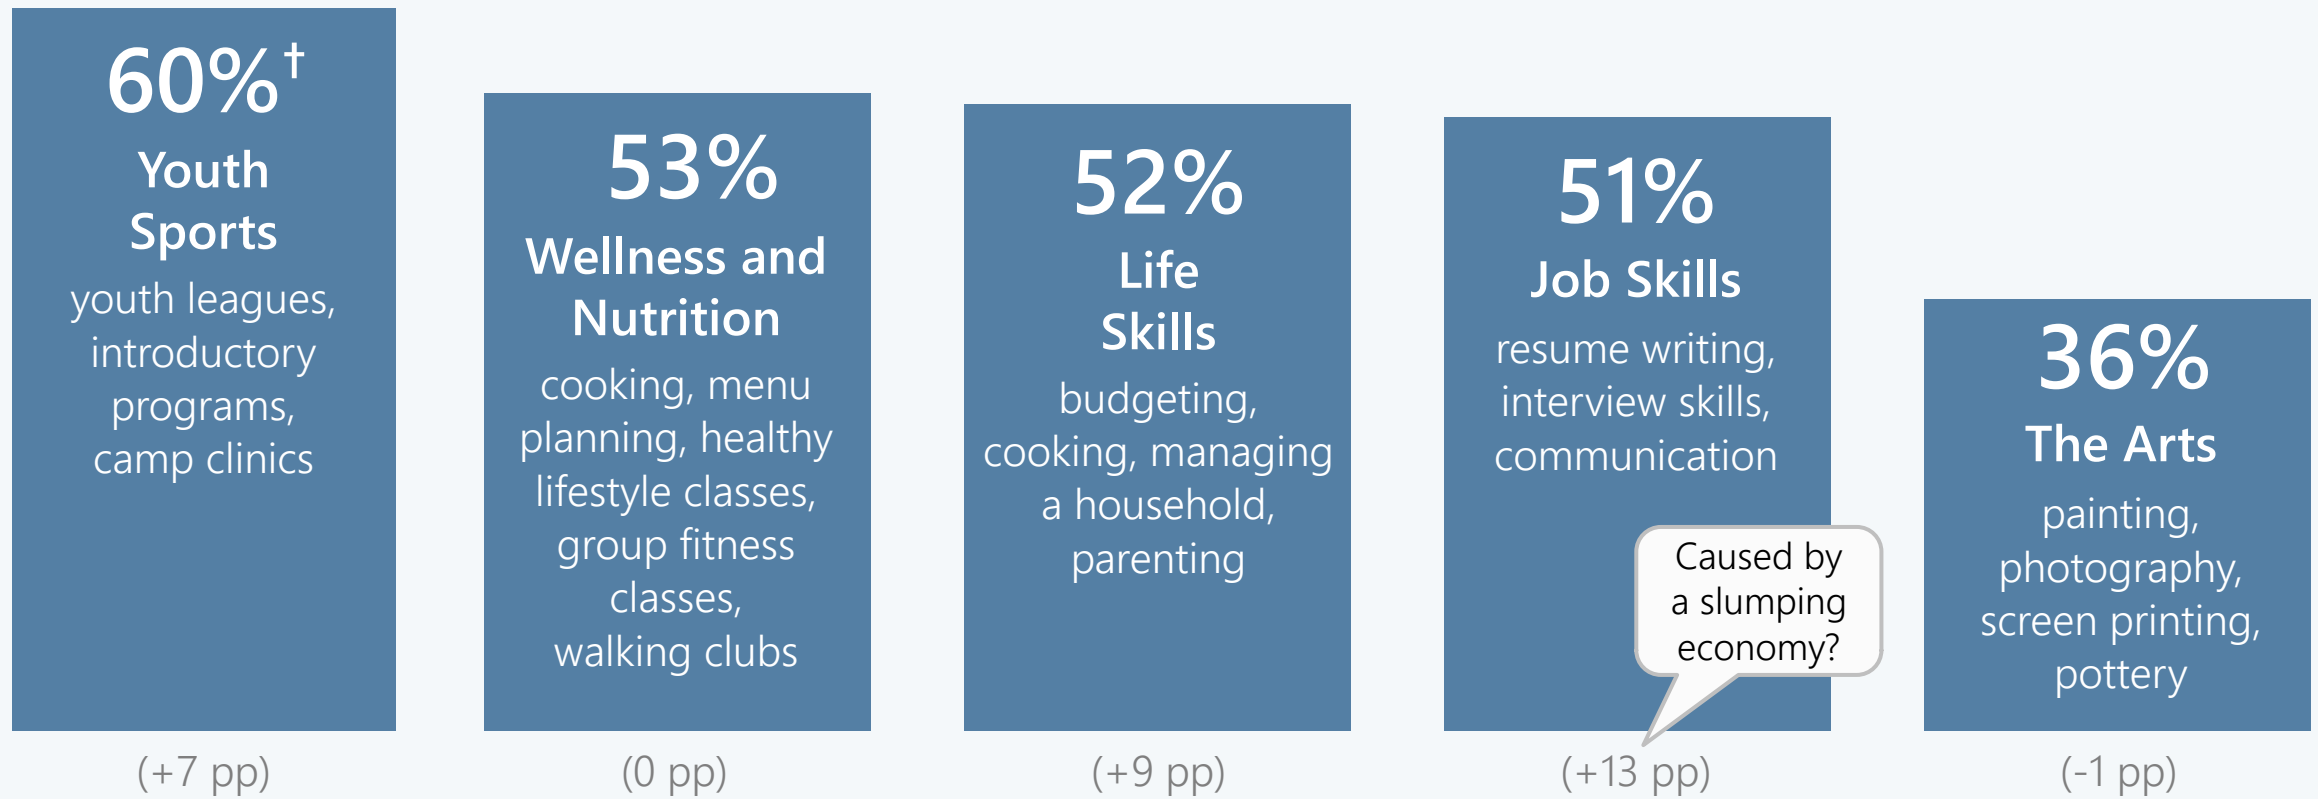 60%†
Youth
Sports
youth leagues,
introductory
programs,
camp clinics
(+7 pp)
53%
Wellness and
Nutrition
cooking, menu
planning, healthy
lifestyle classes,
group fitness
classes,
walking clubs
(0 pp)
52%
Life
Skills
budgeting,
cooking, managing
a household,
parenting
(+9 pp)
51%
Job Skills
resume writing,
interview skills,
communication
Caused by
a slumping
economy?
(+13 pp)
36%
The Arts
painting,
photography,
screen printing,
pottery
(-1 pp)